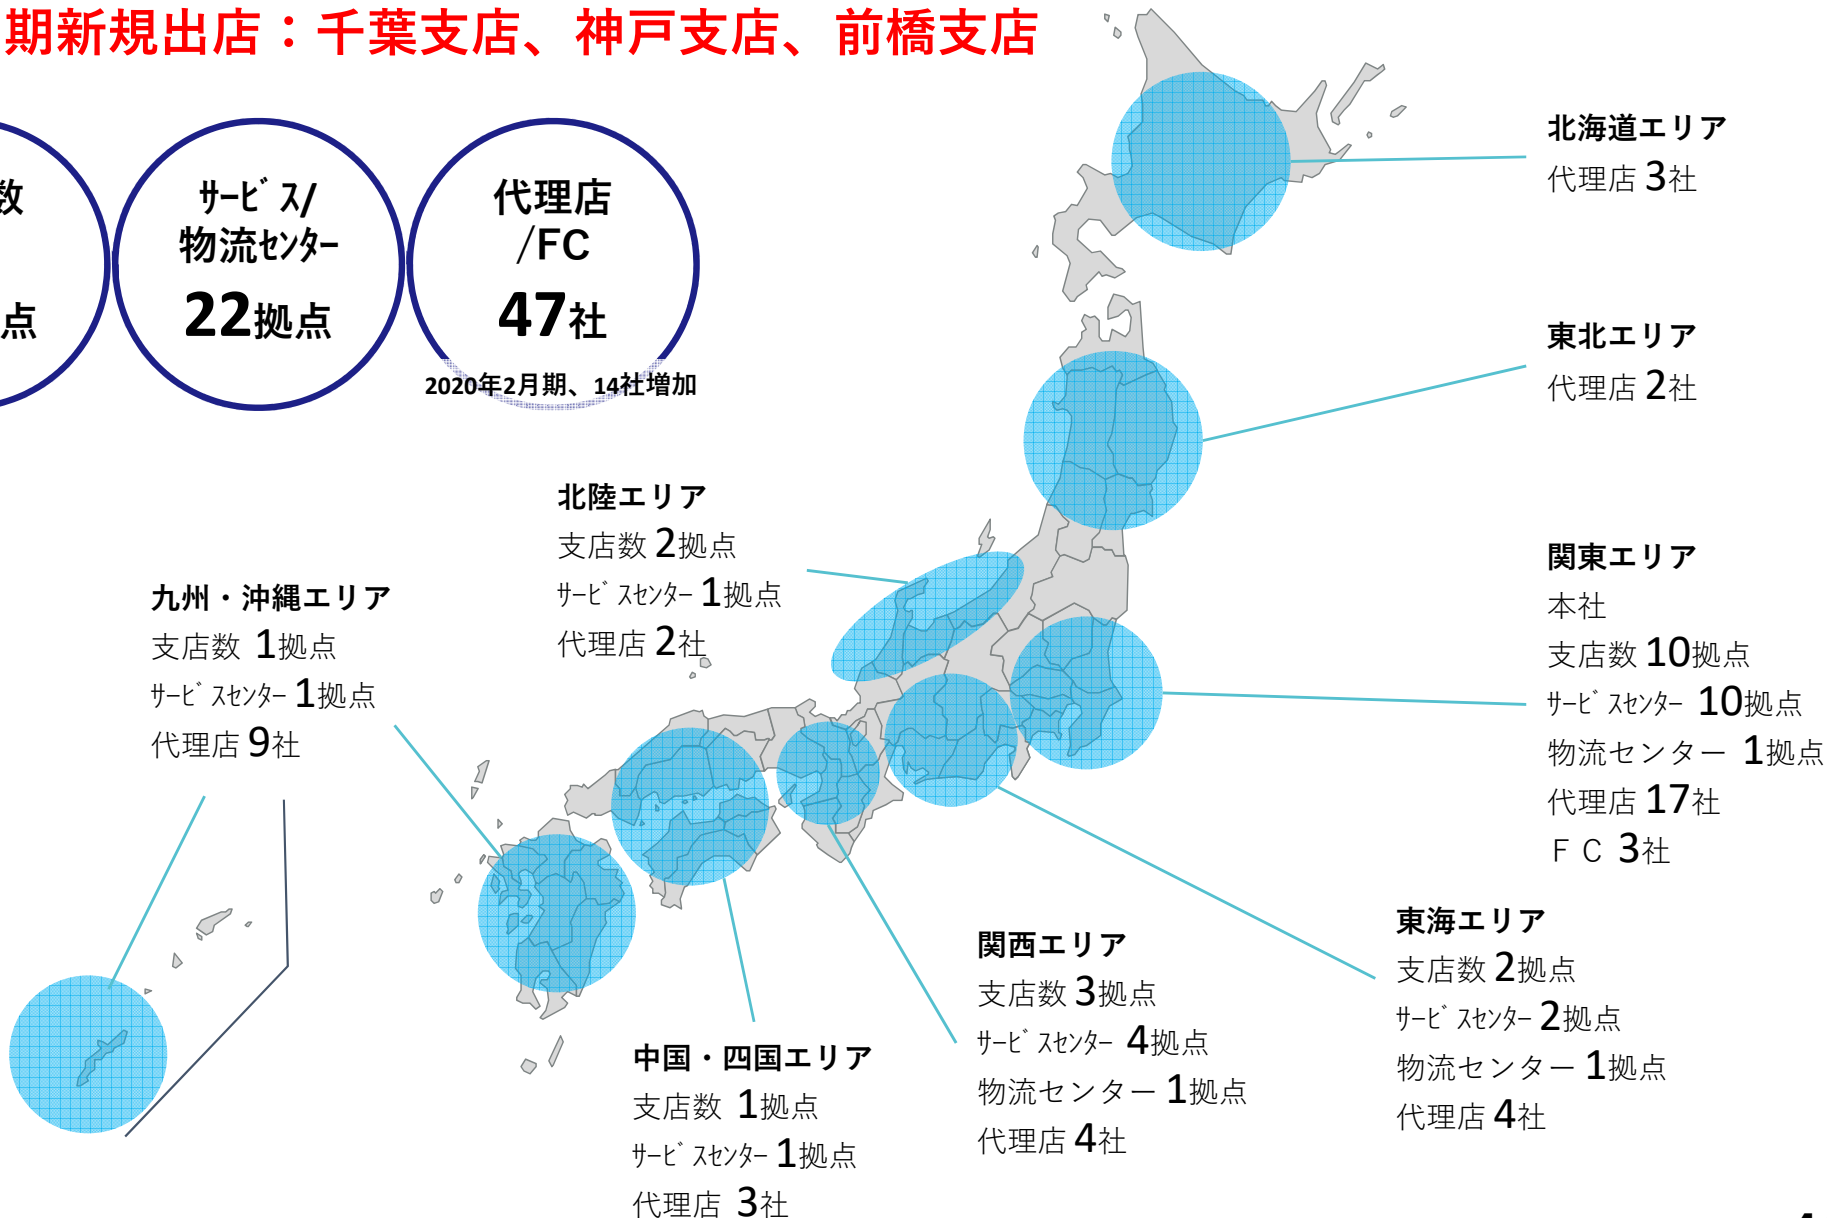 期新規出店：千葉支店、神戸支店、前橋支店
数
点
ｻｰﾋﾞｽ/
物流ｾﾝﾀｰ
22拠点
代理店
/FC
47社
2020年2月期、14社増加
北海道エリア
代理店 3社
東北エリア
代理店 2社
北陸エリア
支店数 2拠点
ｻｰﾋﾞｽｾﾝﾀｰ 1拠点
代理店 2社
関東エリア
本社
支店数 10拠点
ｻｰﾋﾞｽｾﾝﾀｰ 10拠点
物流センター 1拠点
代理店 17社
ＦＣ 3社
九州・沖縄エリア
支店数 1拠点
ｻｰﾋﾞｽｾﾝﾀｰ 1拠点
代理店 9社
東海エリア
支店数 2拠点
ｻｰﾋﾞｽｾﾝﾀｰ 2拠点
物流センター 1拠点
代理店 4社
関西エリア
支店数 3拠点
ｻｰﾋﾞｽｾﾝﾀｰ 4拠点
物流センター 1拠点
代理店 4社
中国・四国エリア
支店数 1拠点
ｻｰﾋﾞｽｾﾝﾀｰ 1拠点
代理店 3社